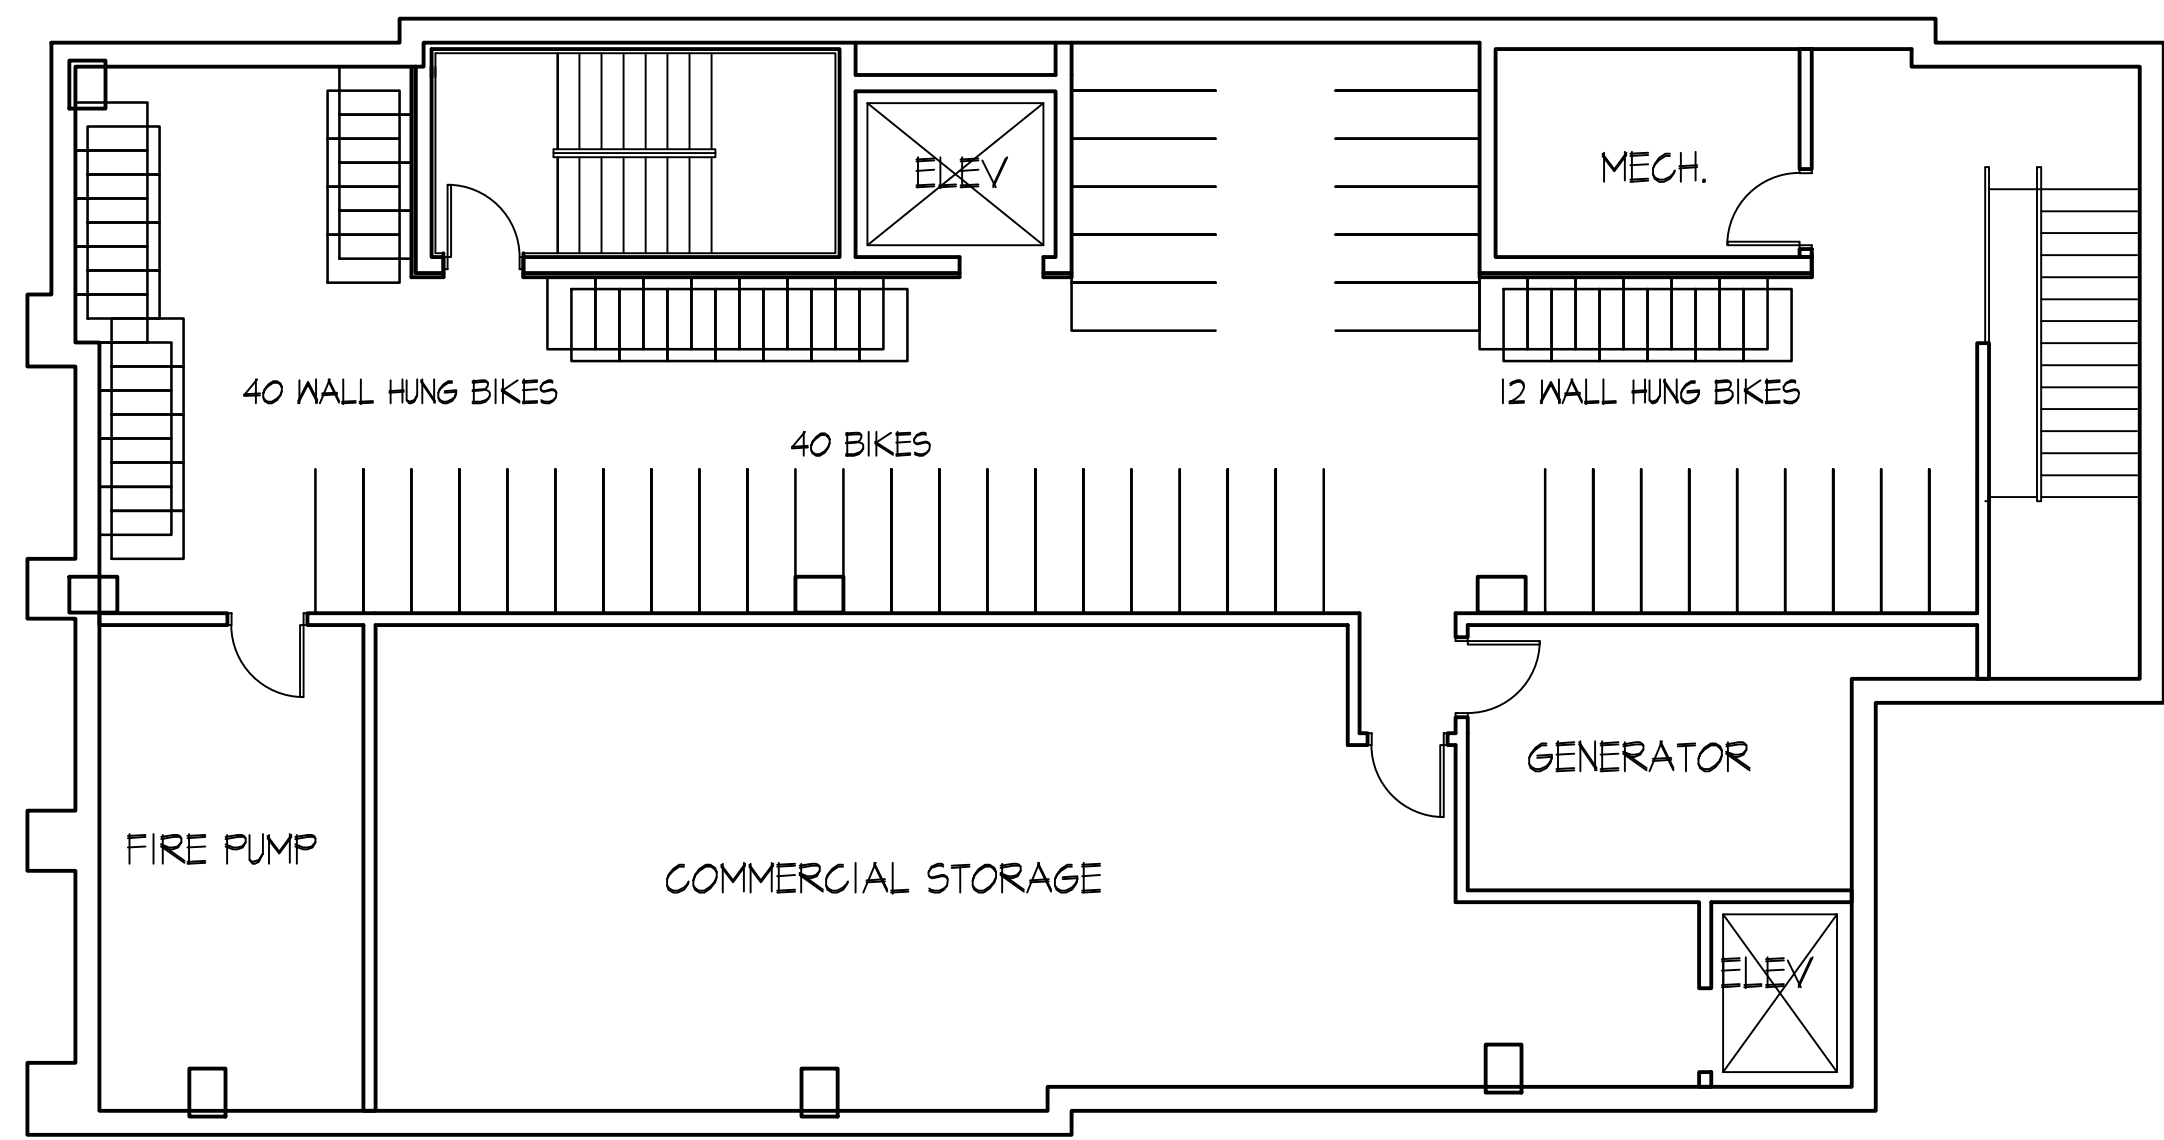 ELEV
MECH.
40 WALL HUNG BIKES
12 WALL HUNG BIKES
40 BIKES
GENERATOR
FIRE PUMP
COMMERCIAL STORAGE
ELEV